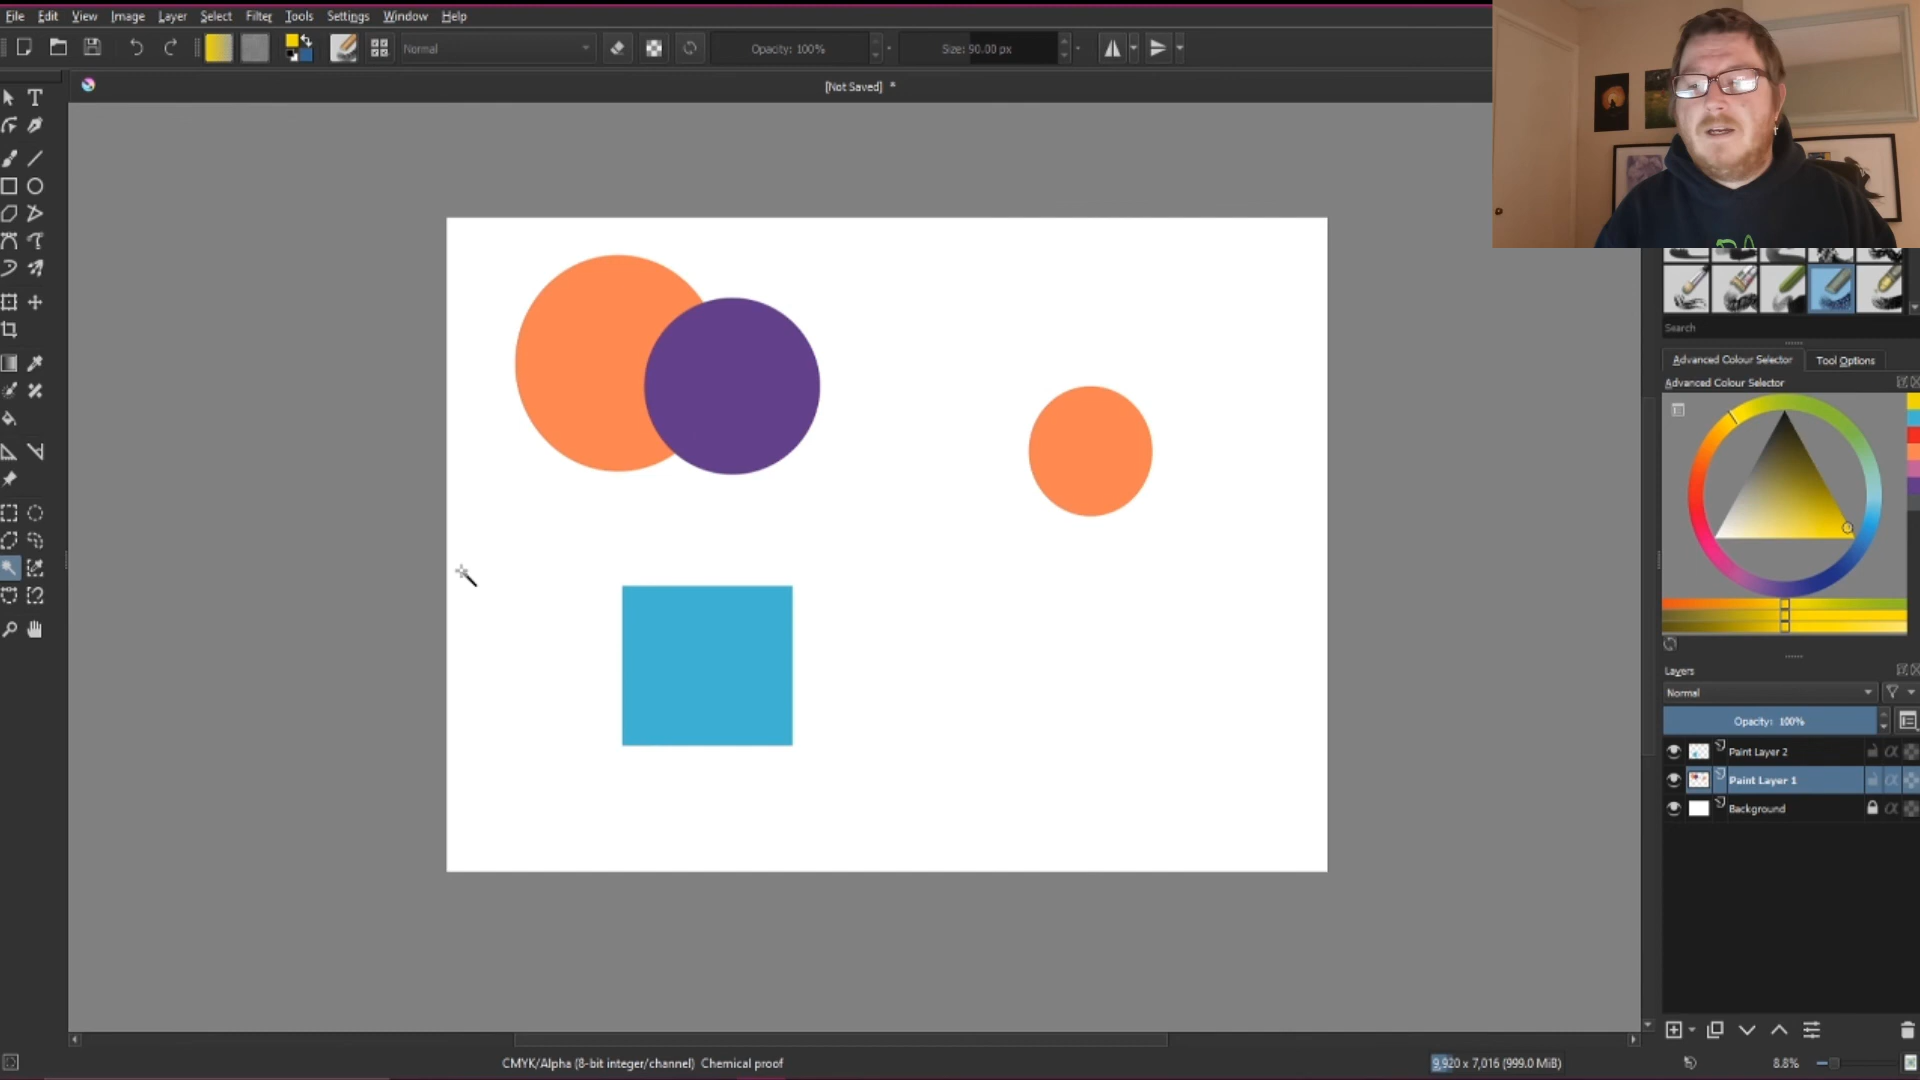 File Edit View Image Layer Select Filter Tools Settings Window Help
Normal
Opacity: 100%
Size: 90.00 px
[Not Saved] *
Search
Advanced Colour Selector
Tool Options
Advanced Colour Selector
Layers
Normal
Opacity: 100%
Paint Layer 2
Paint Layer 1
Background
CMYK/Alpha (8-bit integer/channel) Chemical proof
9,920 x 7,016 (999.0 MiB)
8.8%